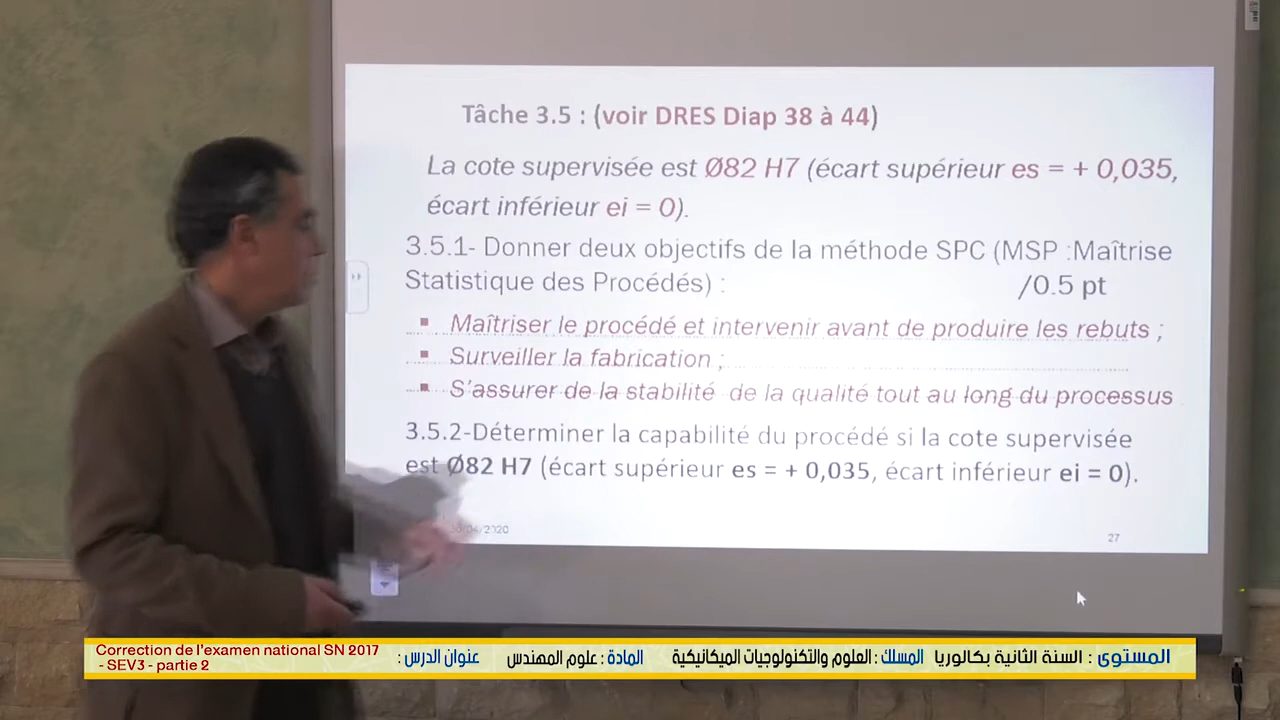 Tâche 3.5 : (voir DRES Diap 38 à 44)
La cote supervisée est Ø82 H7 (écart supérieur es = + 0,035,
écart inférieur ei = 0).
3.5.1- Donner deux objectifs de la méthode SPC (MSP :Maîtrise
Statistique des Procédés) : /0.5 pt
▪ Maîtriser le procédé et intervenir avant de produire les rebuts ;
▪ Surveiller la fabrication ;
▪ S'assurer de la stabilité de la qualité tout au long du processus
3.5.2-Déterminer la capabilité du procédé si la cote supervisée
est Ø82 H7 (écart supérieur es = + 0,035, écart inférieur ei = 0).
/2020
27
المستوى : السنة الثانية بكالوريا المسلك : العلوم والتكنولوجيات الميكانيكية المادة : علوم المهندس عنوان الدرس :
Correction de l'examen national SN 2017
- SEV3 - partie 2